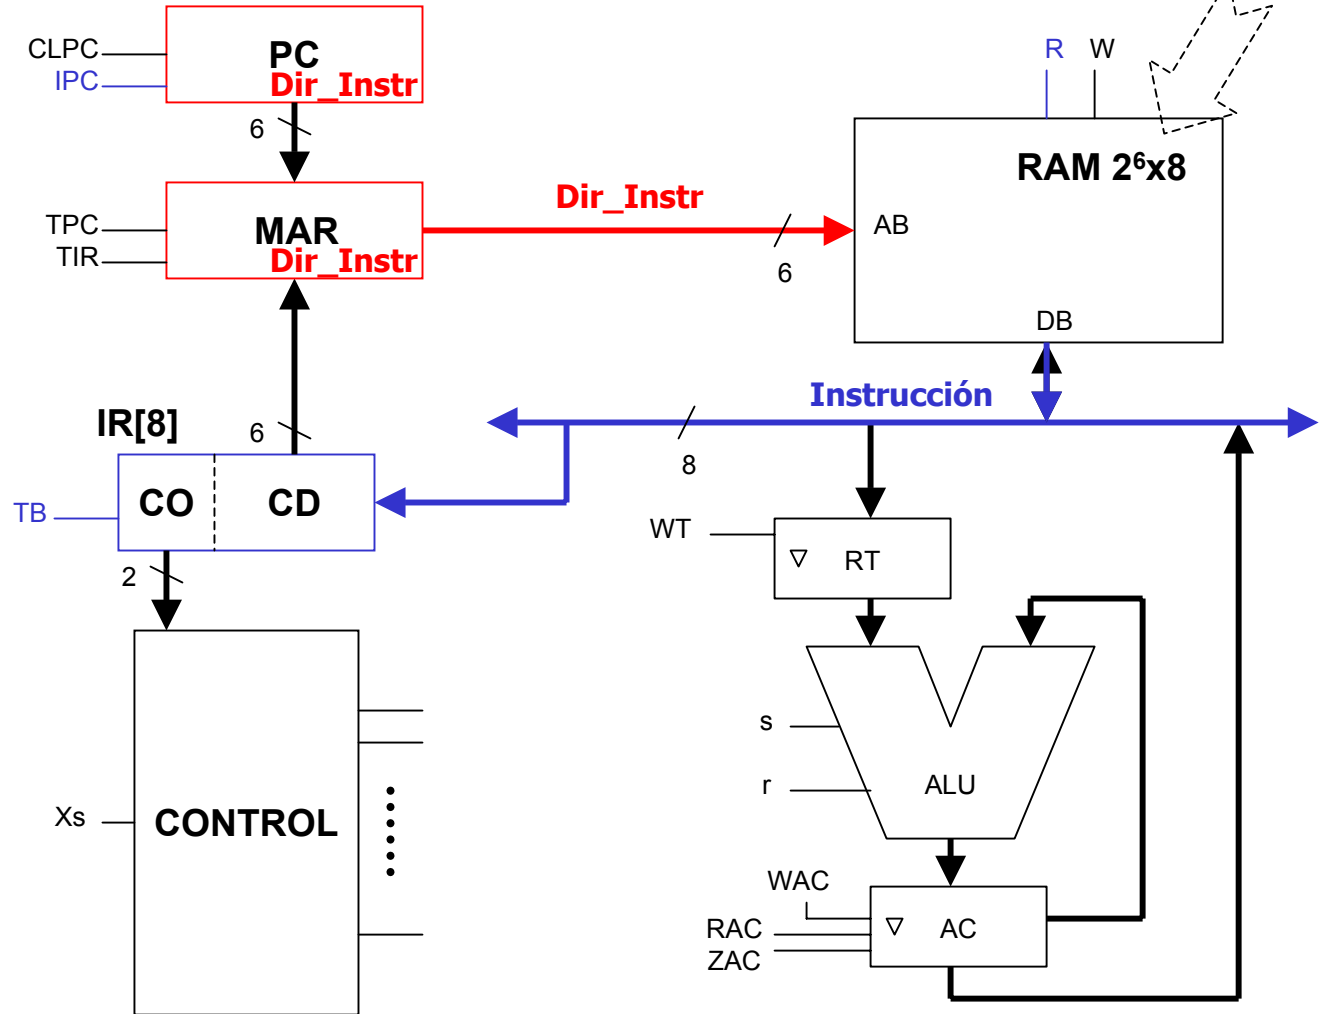 CLPC
PC
IPC
Dir_Instr
6
R W
RAM 2⁶x8
TPC
MAR
TIR
Dir_Instr
Dir_Instr
6
AB
DB
IR[8]
6
Instrucción
8
TB
CO
CD
2
WT
RT
s
r
ALU
Xs
CONTROL
WAC
RAC
ZAC
AC